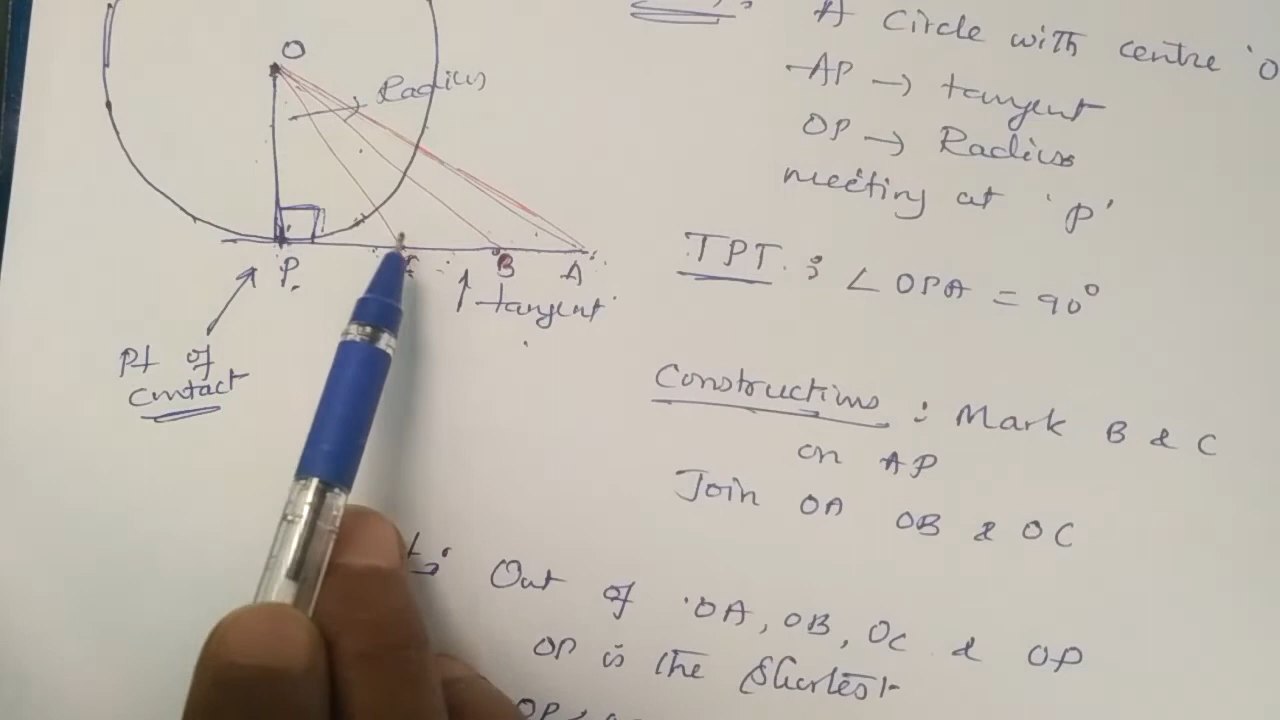 O
Radius
P.
B
A
tangent
Pt of
contact
A Circle with centre 'O
AP → tangent
OP → Radius
meeting at 'p'
TPT : ∠OPA = 90°
Constructions : Mark B & C
on AP
Join OA OB & OC
Out of OA, OB, OC & OP
OP is the Shortest
OP <